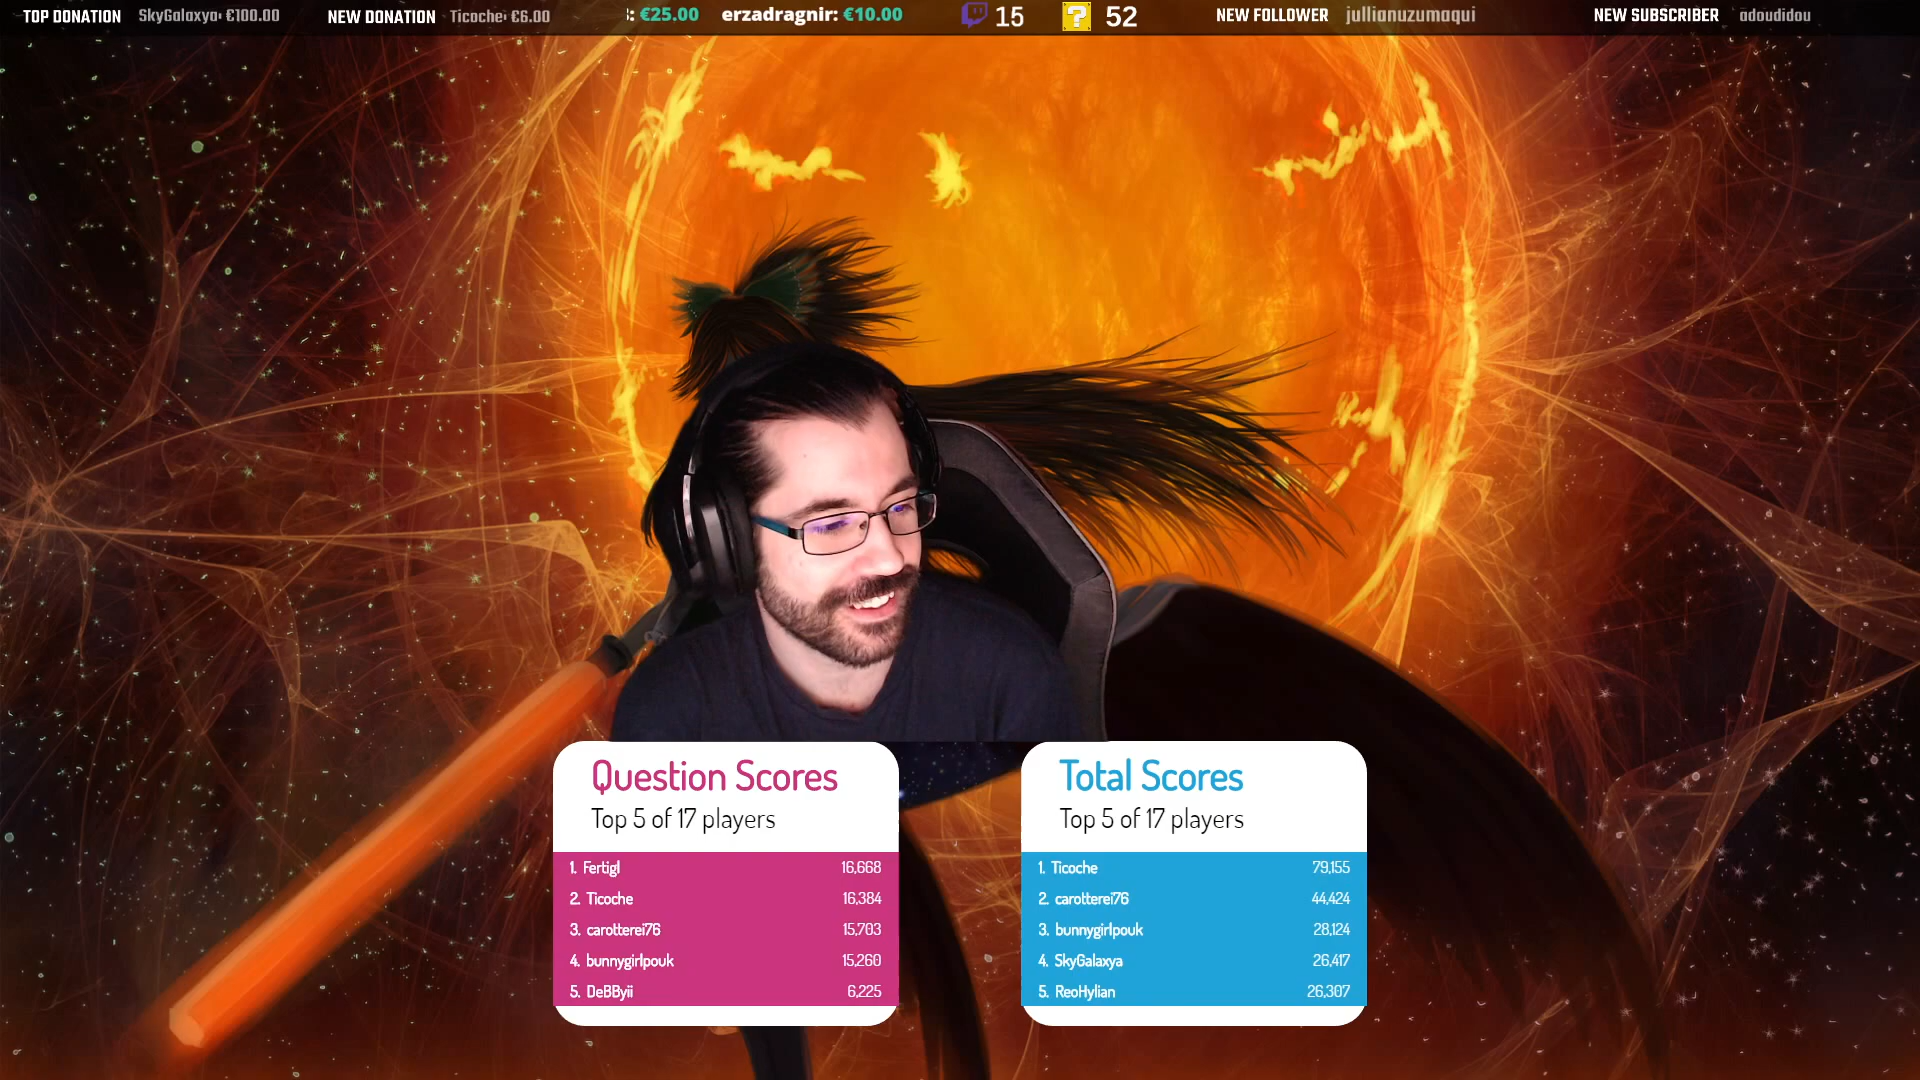 TOP DONATION SkyGalaxya: €100.00 NEW DONATION Ticoche: €6.00 : €25.00 erzadragnir: €10.00 15 ? 52 NEW FOLLOWER jullianuzumaqui NEW SUBSCRIBER adoudidou
Question Scores
Top 5 of 17 players
1. Fertigl 16,668
2. Ticoche 16,384
3. carotterei76 15,703
4. bunnygirlpouk 15,260
5. DeBByii 6,225
Total Scores
Top 5 of 17 players
1. Ticoche 79,155
2. carotterei76 44,424
3. bunnygirlpouk 28,124
4. SkyGalaxya 26,417
5. ReoHylian 26,307